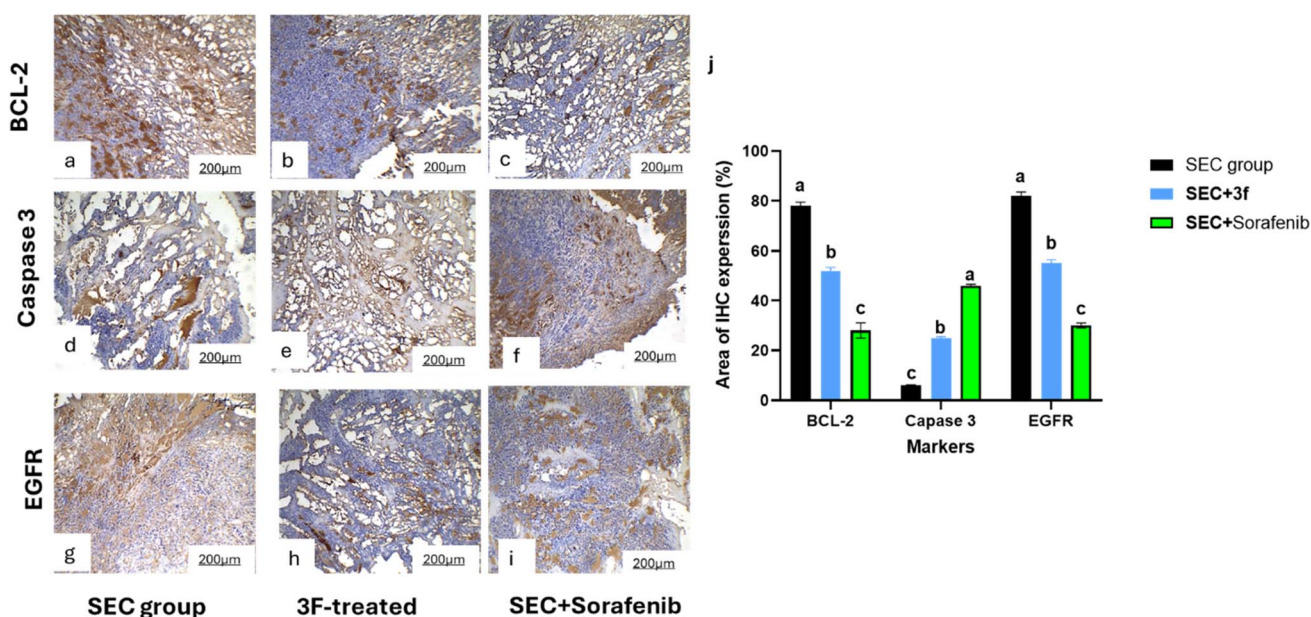 BCL-2
a
200µm
b
200µm
c
200µm
Caspase 3
d
200µm
e
200µm
f
200µm
EGFR
g
200µm
h
200µm
i
200µm
SEC group
3F-treated
SEC+Sorafenib
j
Area of IHC experssion (%)
100
80
60
40
20
0
a
b
c
c
b
a
a
b
c
BCL-2
Capase 3
EGFR
Markers
SEC group
SEC+3f
SEC+Sorafenib